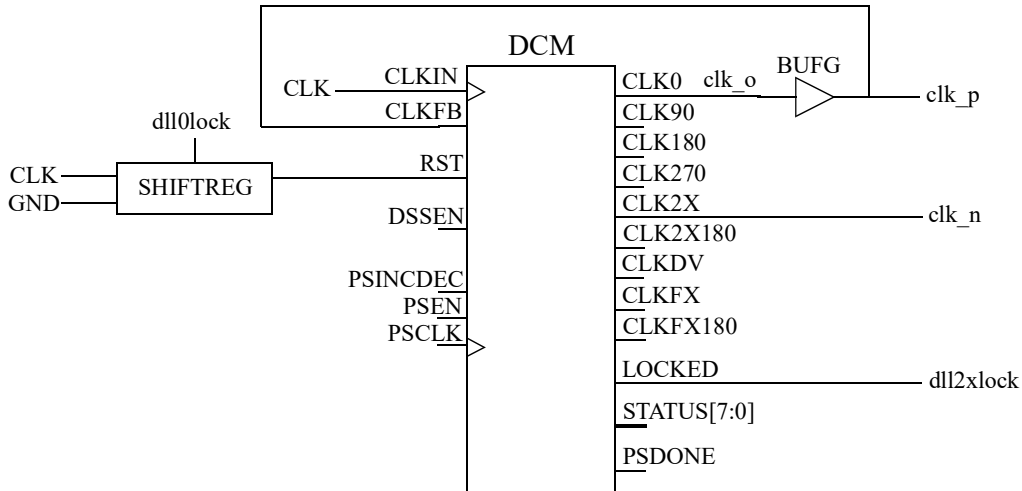 DCM
BUFG
CLKIN
CLK
CLKFB
CLK0
clk_o
clk_p
CLK90
dll0lock
CLK180
CLK
GND
SHIFTREG
RST
CLK270
DSSEN
CLK2X
clk_n
CLK2X180
CLKDV
PSINCDEC
PSEN
PSCLK
CLKFX
CLKFX180
LOCKED
dll2xlock
STATUS[7:0]
PSDONE